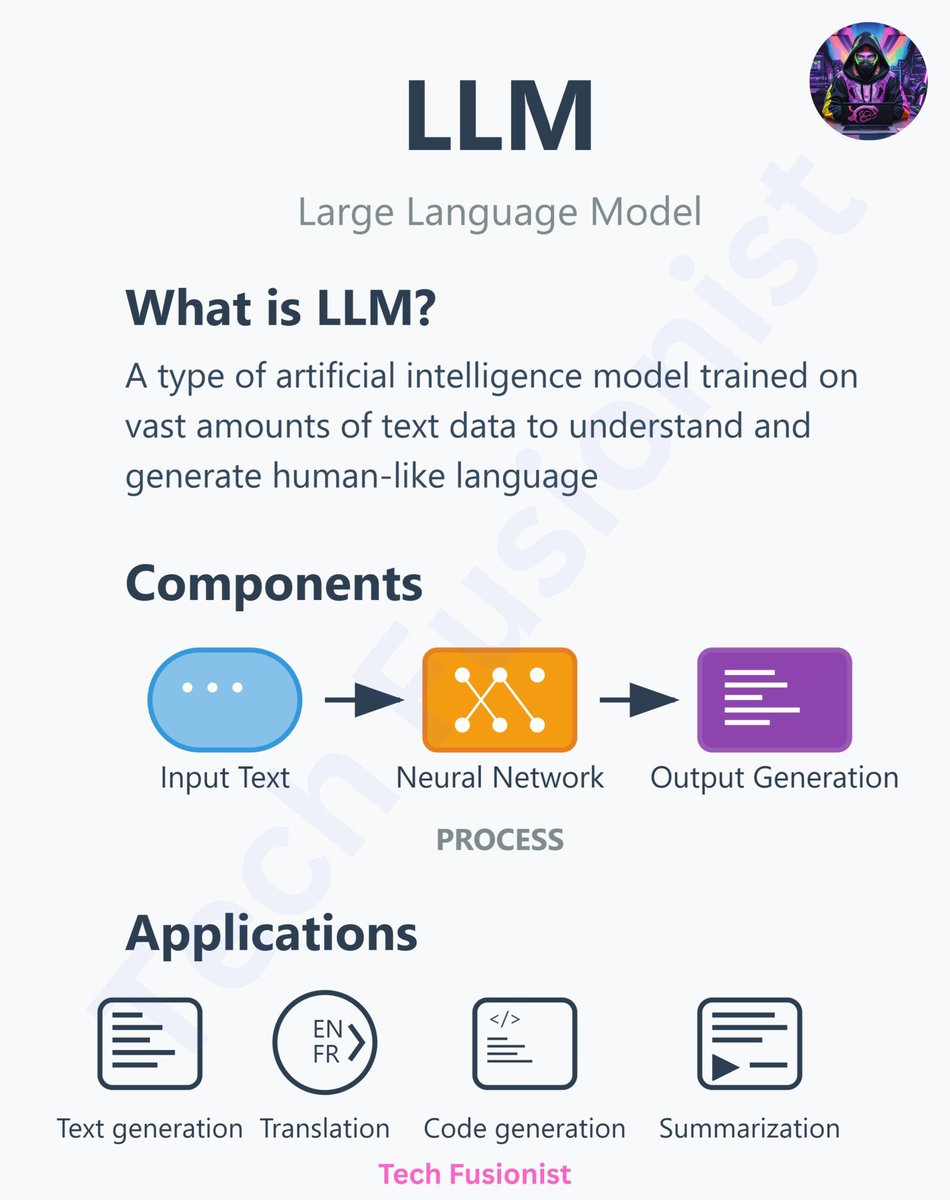 LLM
Large Language Model
What is LLM?
A type of artificial intelligence model trained on
vast amounts of text data to understand and
generate human-like language
Components
Input Text
Neural Network
Output Generation
PROCESS
Applications
EN
FR
</>
Text generation
Translation
Code generation
Summarization
Tech Fusionist
Tech Fusionist